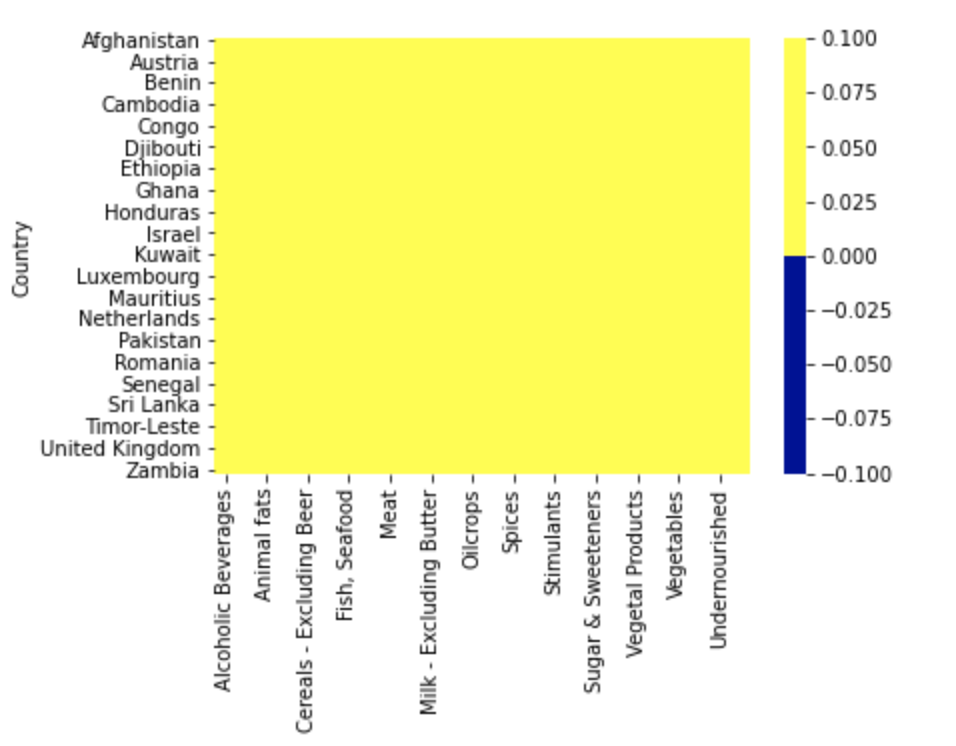 Country
Afghanistan
Austria
Benin
Cambodia
Congo
Djibouti
Ethiopia
Ghana
Honduras
Israel
Kuwait
Luxembourg
Mauritius
Netherlands
Pakistan
Romania
Senegal
Sri Lanka
Timor-Leste
United Kingdom
Zambia
Alcoholic Beverages
Animal fats
Cereals - Excluding Beer
Fish, Seafood
Meat
Milk - Excluding Butter
Oilcrops
Spices
Stimulants
Sugar & Sweeteners
Vegetal Products
Vegetables
Undernourished
0.100
0.075
0.050
0.025
0.000
−0.025
−0.050
−0.075
−0.100